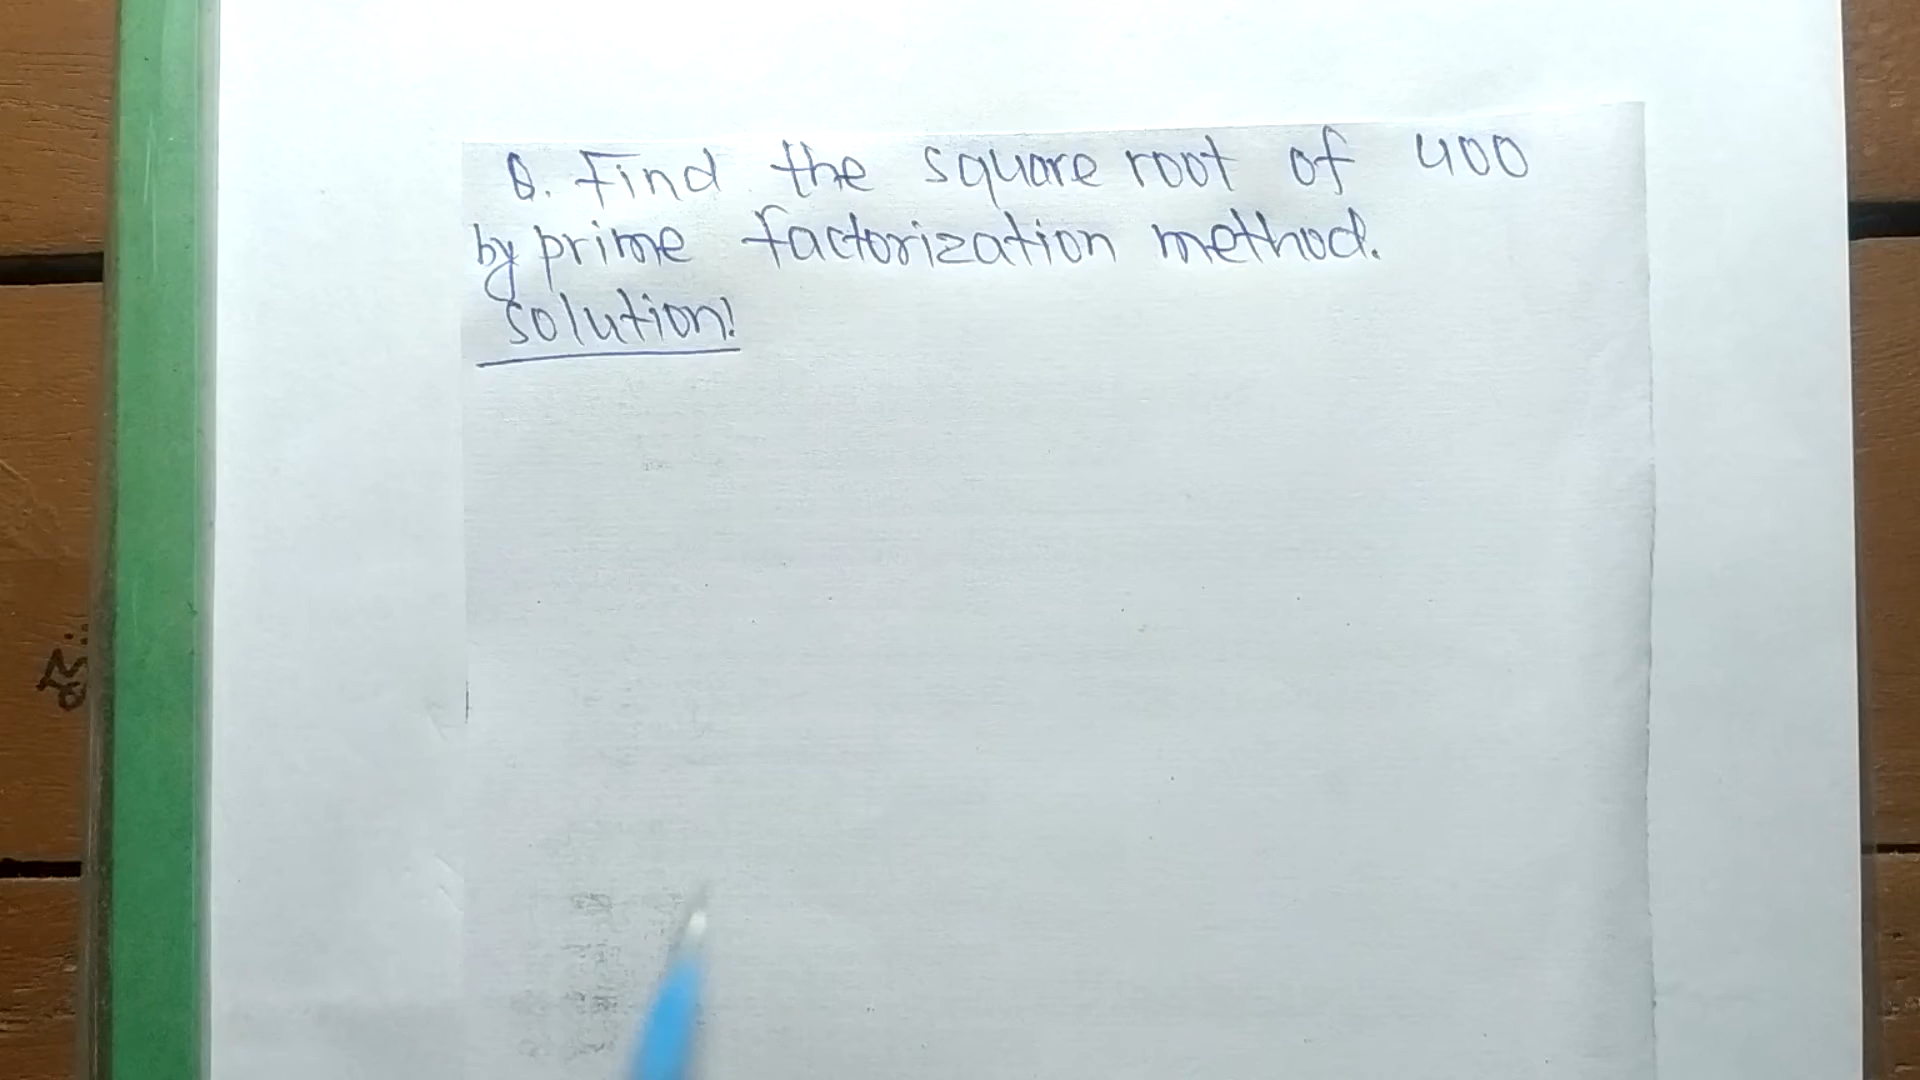 Q. Find the square root of 400
by prime factorization method.
solution!